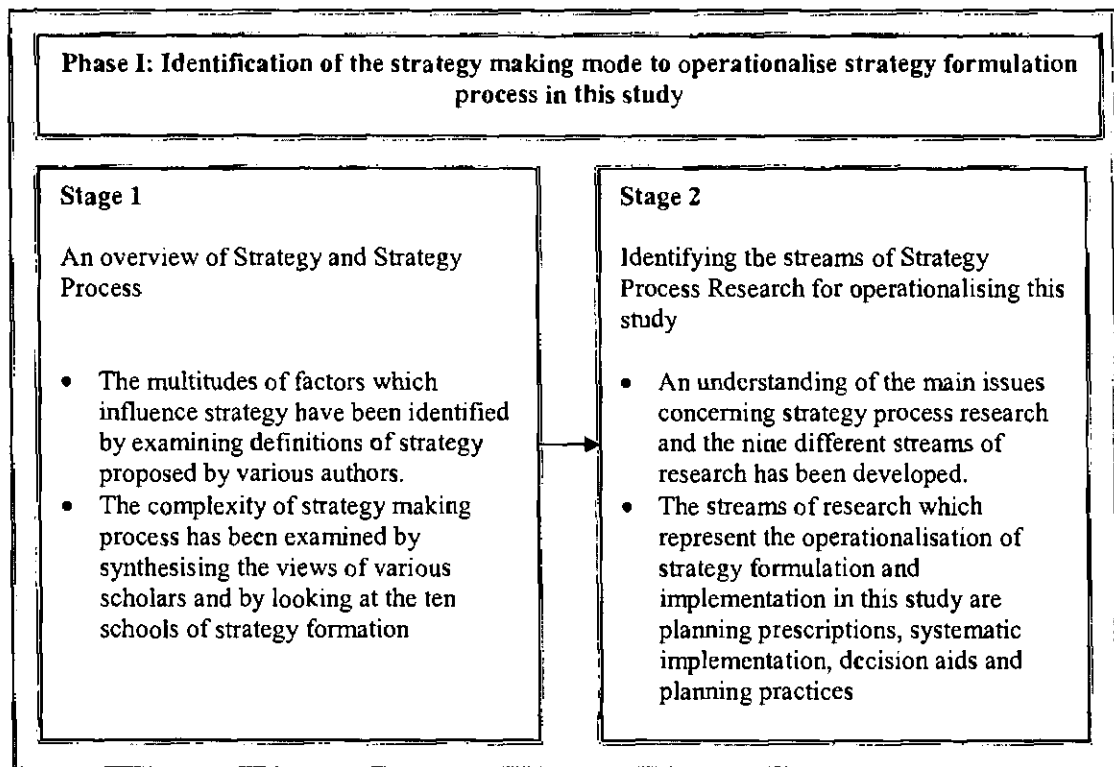 Phase I: Identification of the strategy making mode to operationalise strategy formulation
process in this study
Stage 1
An overview of Strategy and Strategy
Process
• The multitudes of factors which
influence strategy have been identified
by examining definitions of strategy
proposed by various authors.
• The complexity of strategy making
process has been examined by
synthesising the views of various
scholars and by looking at the ten
schools of strategy formation
Stage 2
Identifying the streams of Strategy
Process Research for operationalising this
study
• An understanding of the main issues
concerning strategy process research
and the nine different streams of
research has been developed.
• The streams of research which
represent the operationalisation of
strategy formulation and
implementation in this study are
planning prescriptions, systematic
implementation, decision aids and
planning practices